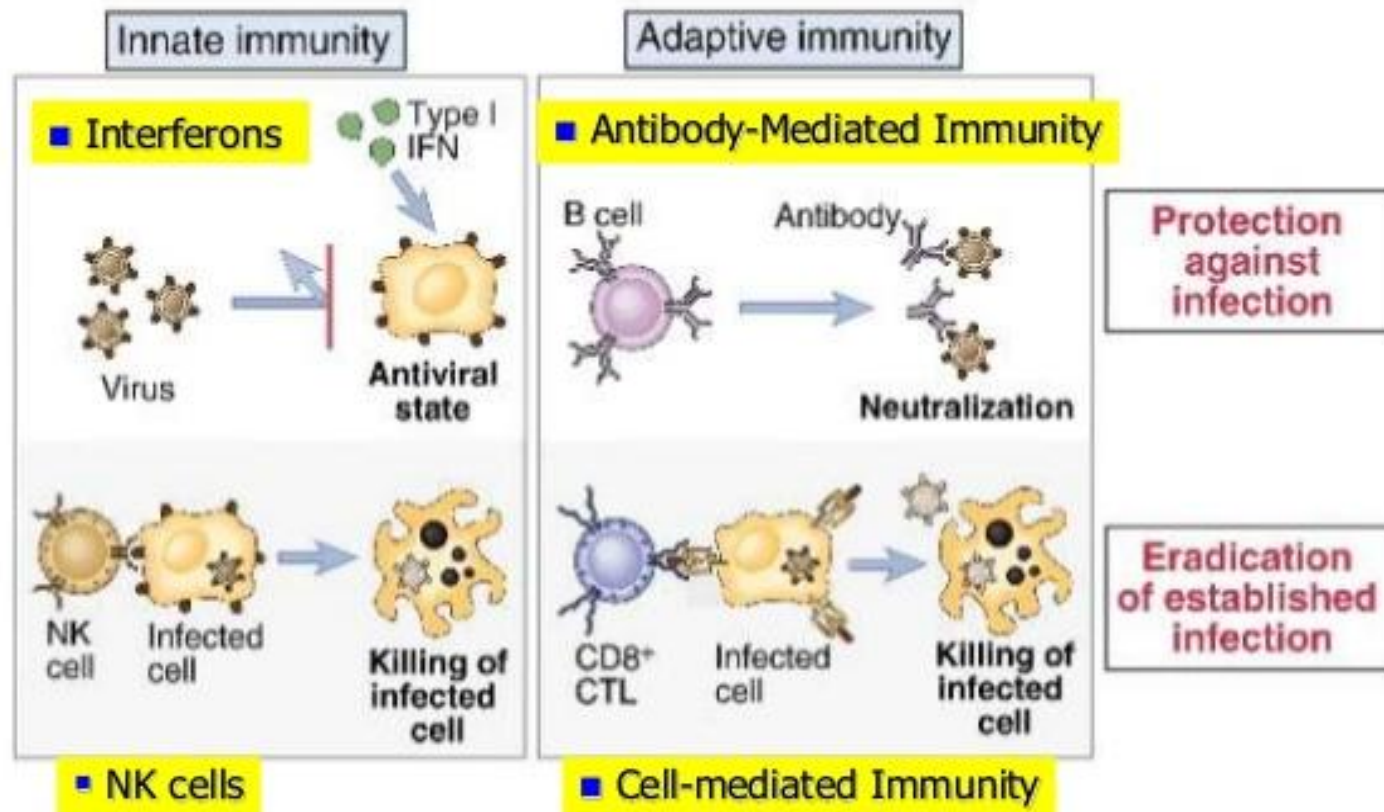 Innate immunity
Adaptive immunity
▪ Interferons
Type I
IFN
▪ Antibody-Mediated Immunity
B cell
Antibody
Virus
Antiviral
state
Neutralization
Protection
against
infection
NK
cell
Infected
cell
Killing of
infected
cell
CD8⁺
CTL
Infected
cell
Killing of
infected
cell
Eradication
of established
infection
▪ NK cells
▪ Cell-mediated Immunity